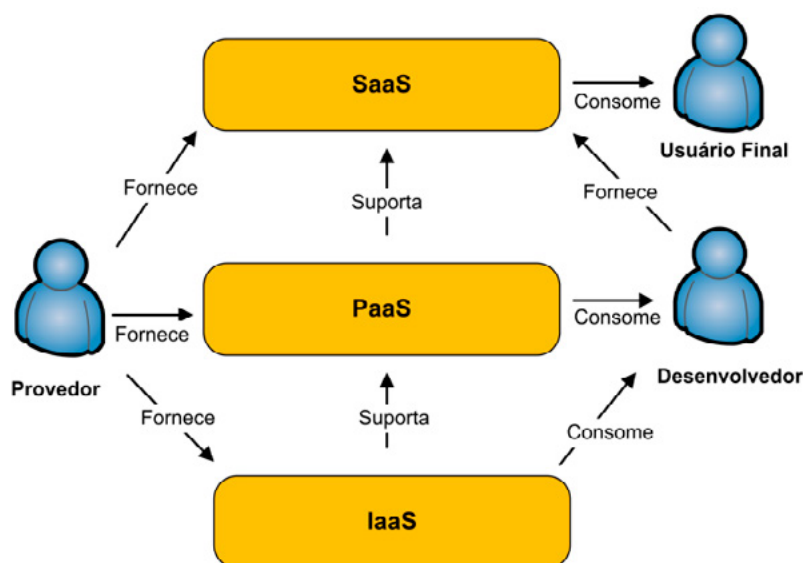 SaaS
Consome
Usuário Final
Fornece
Suporta
Fornece
PaaS
Fornece
Consome
Provedor
Desenvolvedor
Fornece
Suporta
Consome
IaaS